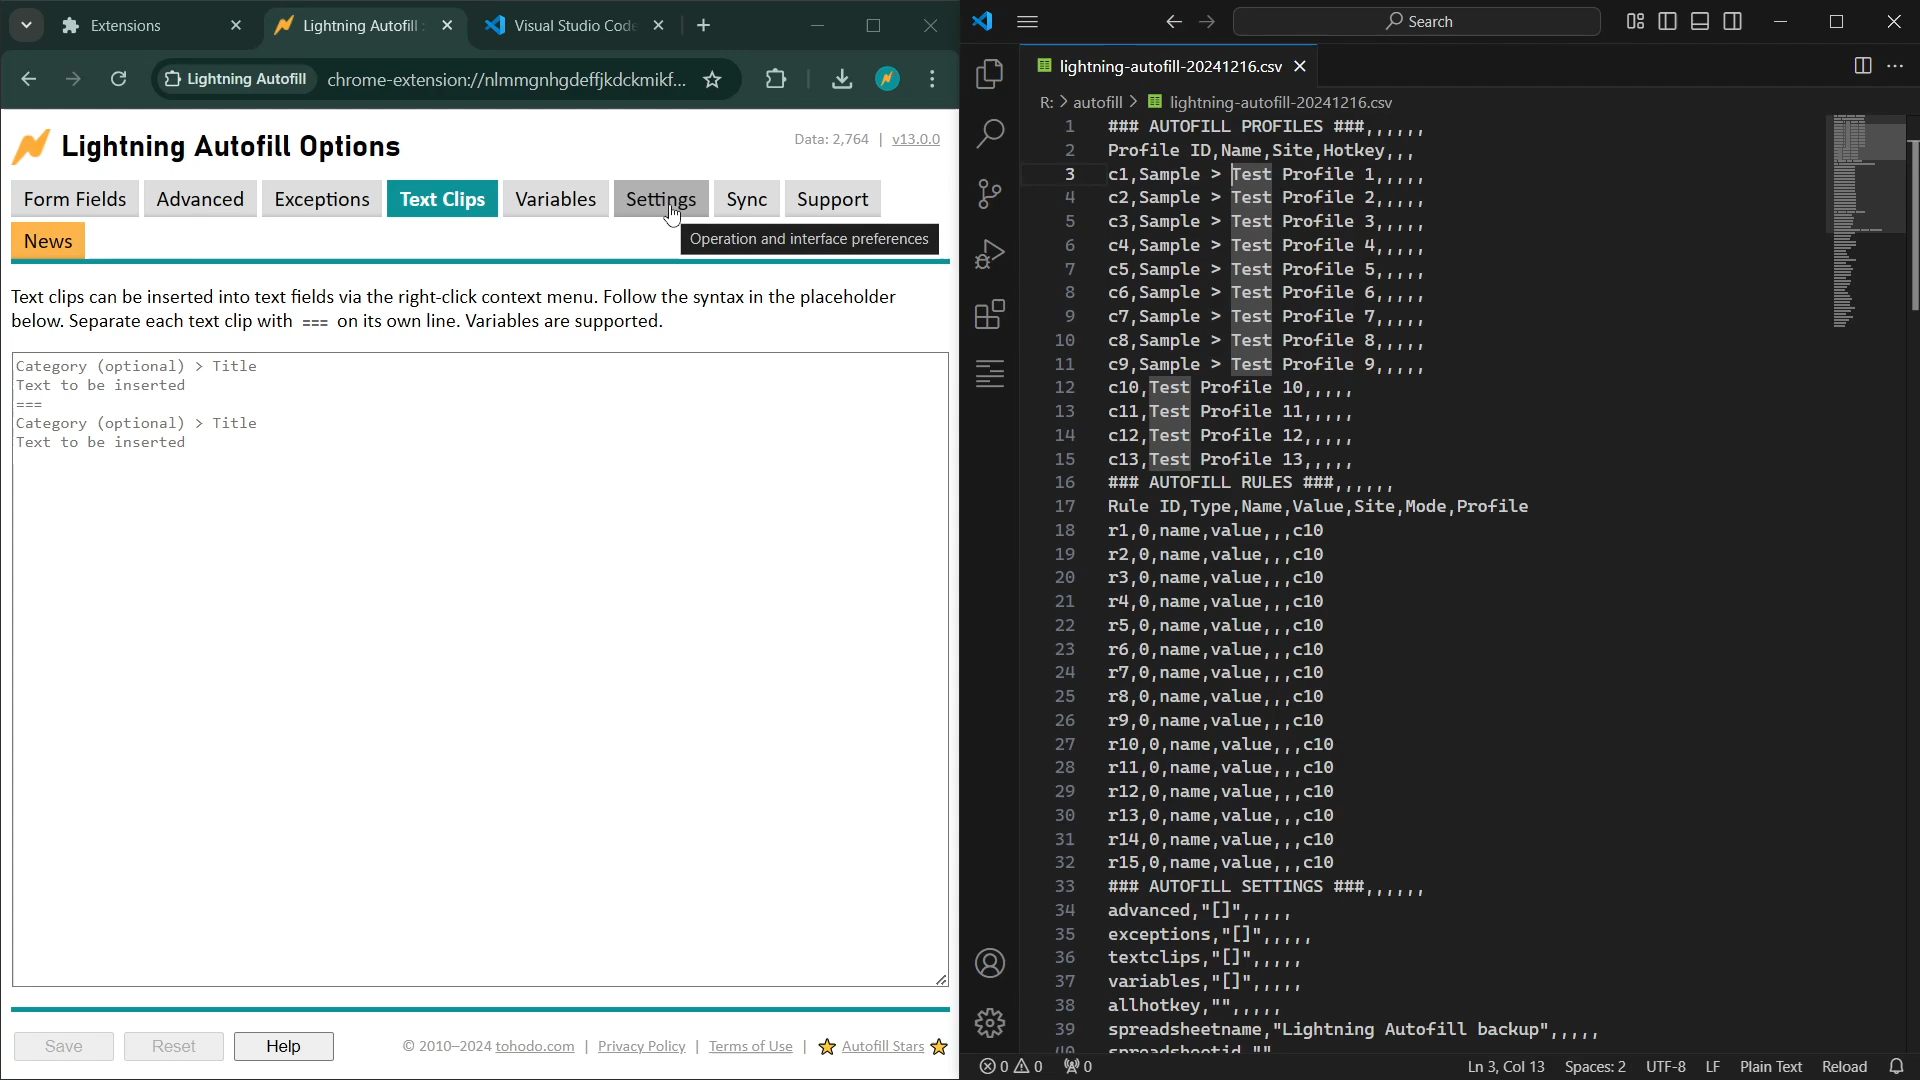 Extensions
Lightning Autofill :
Visual Studio Code
Lightning Autofill
chrome-extension://nlmmgnhgdeffjkdckmikf...
Lightning Autofill Options
Data: 2,764 | v13.0.0
Form Fields
Advanced
Exceptions
Text Clips
Variables
Settings
Sync
Support
News
Operation and interface preferences
Text clips can be inserted into text fields via the right-click context menu. Follow the syntax in the placeholder
below. Separate each text clip with === on its own line. Variables are supported.
Category (optional) > Title
Text to be inserted
===
Category (optional) > Title
Text to be inserted
Save
Reset
Help
© 2010–2024 tohodo.com | Privacy Policy | Terms of Use | Autofill Stars
Search
lightning-autofill-20241216.csv
R: > autofill > lightning-autofill-20241216.csv
1 ### AUTOFILL PROFILES ###,,,,,,
2 Profile ID,Name,Site,Hotkey,,,
3 c1,Sample > Test Profile 1,,,,,
4 c2,Sample > Test Profile 2,,,,,
5 c3,Sample > Test Profile 3,,,,,
6 c4,Sample > Test Profile 4,,,,,
7 c5,Sample > Test Profile 5,,,,,
8 c6,Sample > Test Profile 6,,,,,
9 c7,Sample > Test Profile 7,,,,,
10 c8,Sample > Test Profile 8,,,,,
11 c9,Sample > Test Profile 9,,,,,
12 c10,Test Profile 10,,,,,
13 c11,Test Profile 11,,,,,
14 c12,Test Profile 12,,,,,
15 c13,Test Profile 13,,,,,
16 ### AUTOFILL RULES ###,,,,,,
17 Rule ID,Type,Name,Value,Site,Mode,Profile
18 r1,0,name,value,,,c10
19 r2,0,name,value,,,c10
20 r3,0,name,value,,,c10
21 r4,0,name,value,,,c10
22 r5,0,name,value,,,c10
23 r6,0,name,value,,,c10
24 r7,0,name,value,,,c10
25 r8,0,name,value,,,c10
26 r9,0,name,value,,,c10
27 r10,0,name,value,,,c10
28 r11,0,name,value,,,c10
29 r12,0,name,value,,,c10
30 r13,0,name,value,,,c10
31 r14,0,name,value,,,c10
32 r15,0,name,value,,,c10
33 ### AUTOFILL SETTINGS ###,,,,,,
34 advanced,"[]",,,,,
35 exceptions,"[]",,,,,
36 textclips,"[]",,,,,
37 variables,"[]",,,,,
38 allhotkey,"",,,,,
39 spreadsheetname,"Lightning Autofill backup",,,,,
40 spreadsheetid,""
0 0 0
Ln 3, Col 13
Spaces: 2
UTF-8
LF
Plain Text
Reload